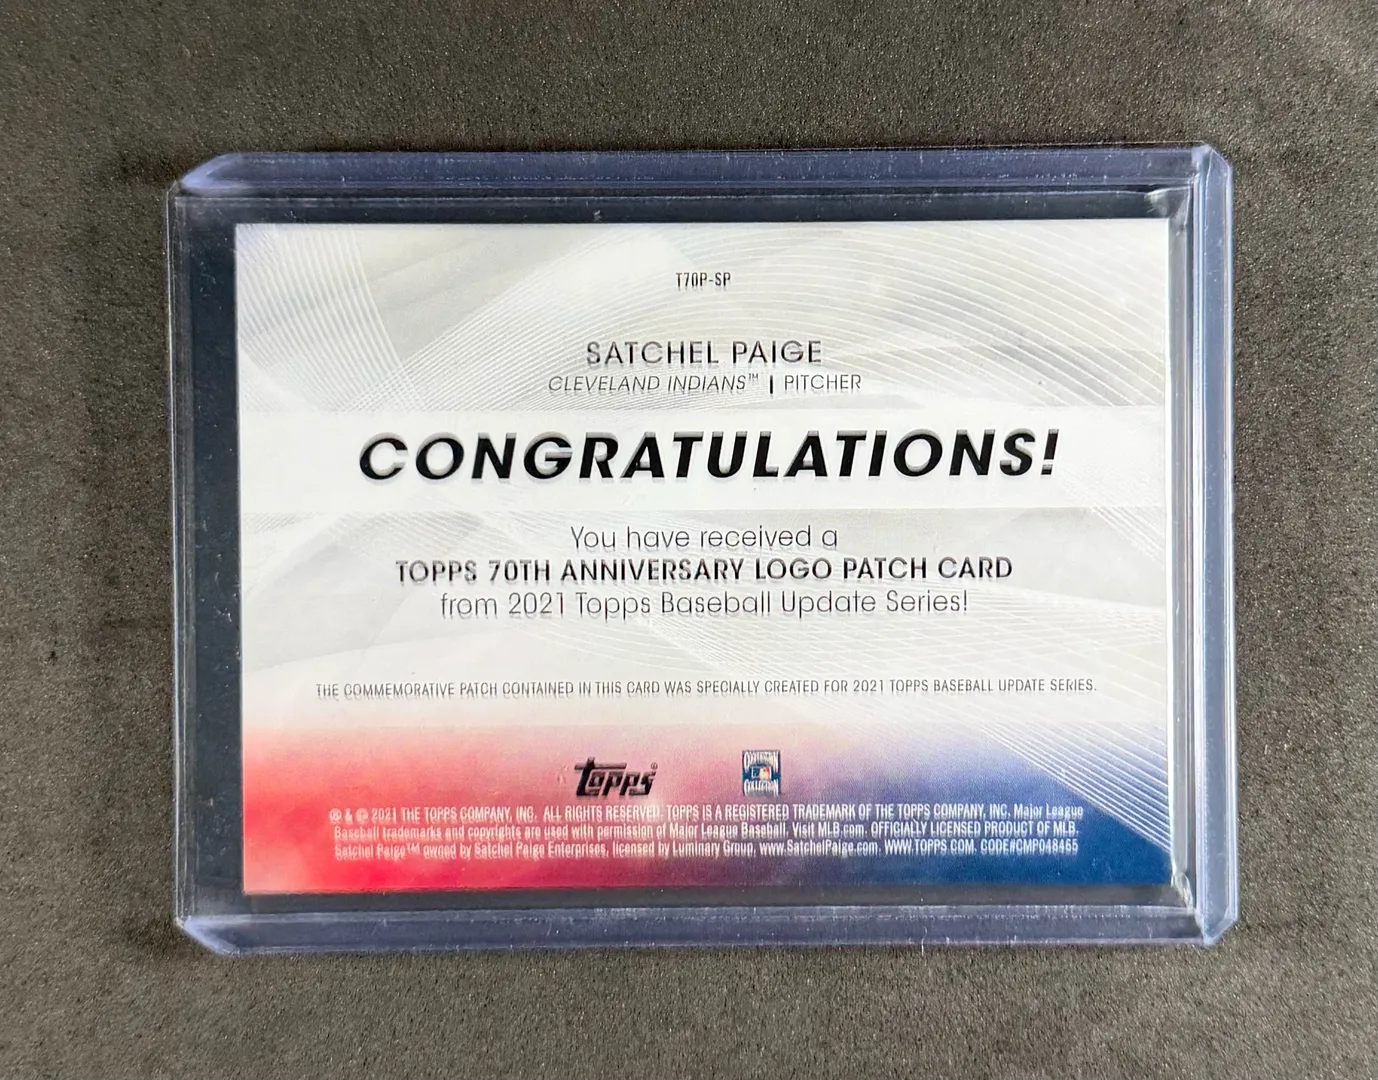 T70P-SP
SATCHEL PAIGE
CLEVELAND INDIANS™ | PITCHER
CONGRATULATIONS!
You have received a
TOPPS 70TH ANNIVERSARY LOGO PATCH CARD
from 2021 Topps Baseball Update Series!
THE COMMEMORATIVE PATCH CONTAINED IN THIS CARD WAS SPECIALLY CREATED FOR 2021 TOPPS BASEBALL UPDATE SERIES.
topps®
COOPERSTOWN
COLLECTION
® & © 2021 THE TOPPS COMPANY, INC. ALL RIGHTS RESERVED. TOPPS IS A REGISTERED TRADEMARK OF THE TOPPS COMPANY, INC. Major League
Baseball trademarks and copyrights are used with permission of Major League Baseball. Visit MLB.com. OFFICIALLY LICENSED PRODUCT OF MLB.
Satchel Paige™ owned by Satchel Paige Enterprises, licensed by Luminary Group, www.SatchelPaige.com. WWW.TOPPS.COM. CODE#CMP048465